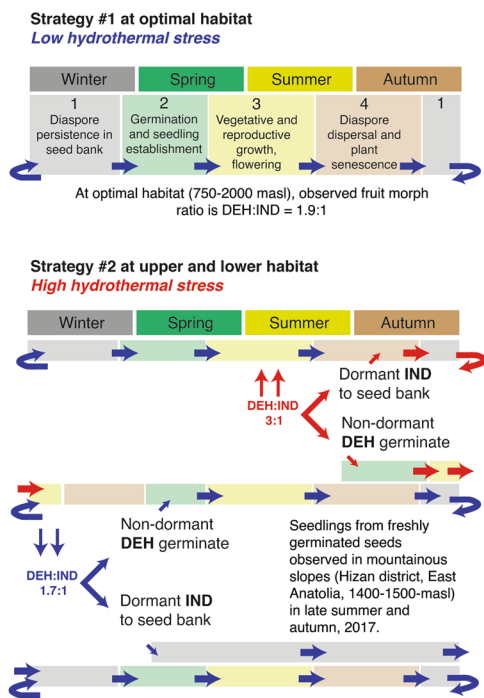 Strategy #1 at optimal habitat
Low hydrothermal stress
Winter
Spring
Summer
Autumn
1
Diaspore
persistence in
seed bank
2
Germination
and seedling
establishment
3
Vegetative and
reproductive
growth,
flowering
4
Diaspore
dispersal and
plant
senescence
1
At optimal habitat (750-2000 masl), observed fruit morph
ratio is DEH:IND = 1.9:1
Strategy #2 at upper and lower habitat
High hydrothermal stress
Winter
Spring
Summer
Autumn
DEH:IND
3:1
Dormant IND
to seed bank
Non-dormant
DEH germinate
DEH:IND
1.7:1
Non-dormant
DEH germinate
Dormant IND
to seed bank
Seedlings from freshly
germinated seeds
observed in mountainous
slopes (Hizan district, East
Anatolia, 1400-1500-masl)
in late summer and
autumn, 2017.